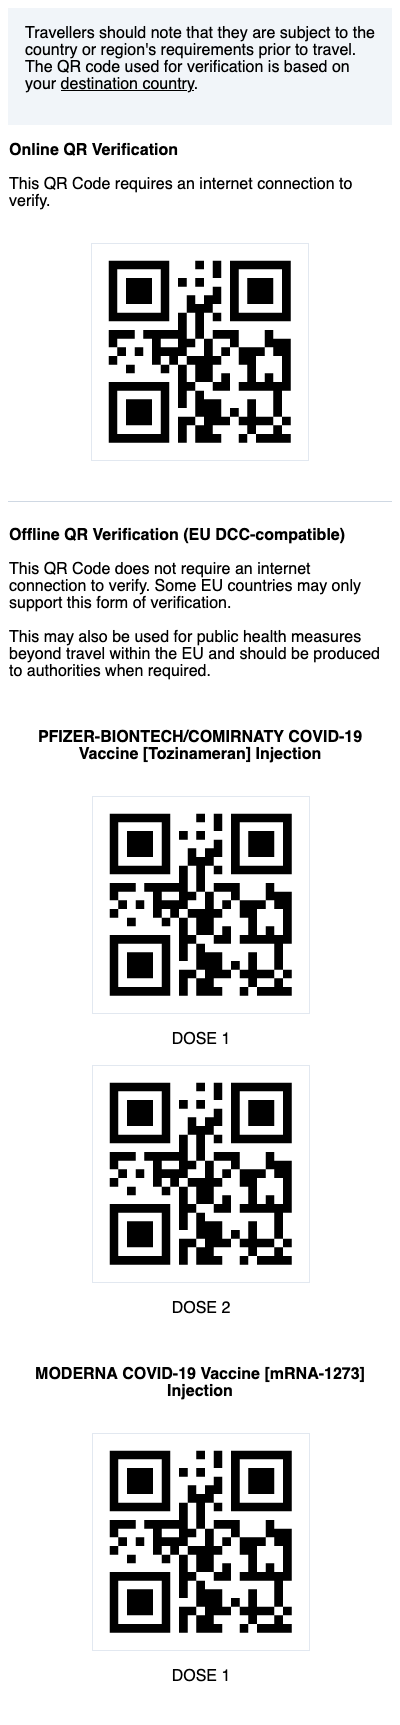 Travellers should note that they are subject to the
country or region's requirements prior to travel.
The QR code used for verification is based on
your destination country.
Online QR Verification
This QR Code requires an internet connection to
verify.
Offline QR Verification (EU DCC-compatible)
This QR Code does not require an internet
connection to verify. Some EU countries may only
support this form of verification.
This may also be used for public health measures
beyond travel within the EU and should be produced
to authorities when required.
PFIZER-BIONTECH/COMIRNATY COVID-19
Vaccine [Tozinameran] Injection
DOSE 1
DOSE 2
MODERNA COVID-19 Vaccine [mRNA-1273]
Injection
DOSE 1